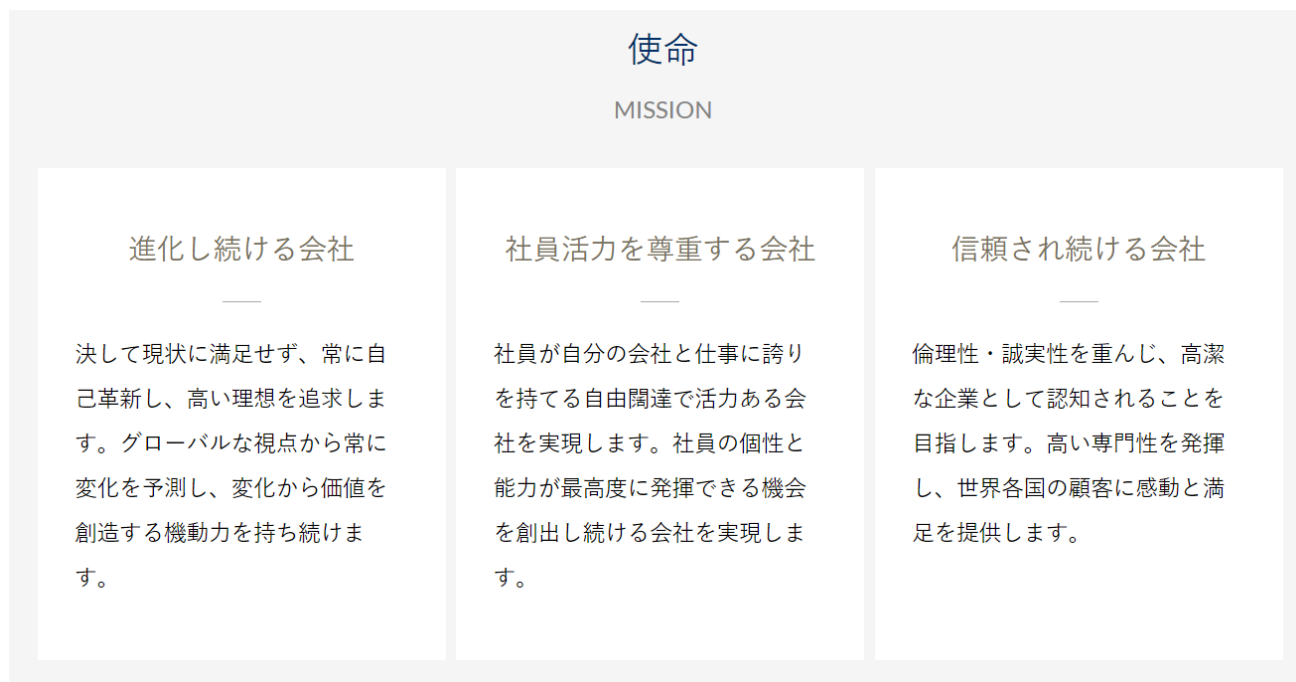 使命
MISSION
進化し続ける会社
決して現状に満足せず、常に自
己革新し、高い理想を追求しま
す。グローバルな視点から常に
変化を予測し、変化から価値を
創造する機動力を持ち続けま
す。
社員活力を尊重する会社
社員が自分の会社と仕事に誇り
を持てる自由闊達で活力ある会
社を実現します。社員の個性と
能力が最高度に発揮できる機会
を創出し続ける会社を実現しま
す。
信頼され続ける会社
倫理性・誠実性を重んじ、高潔
な企業として認知されることを
目指します。高い専門性を発揮
し、世界各国の顧客に感動と満
足を提供します。